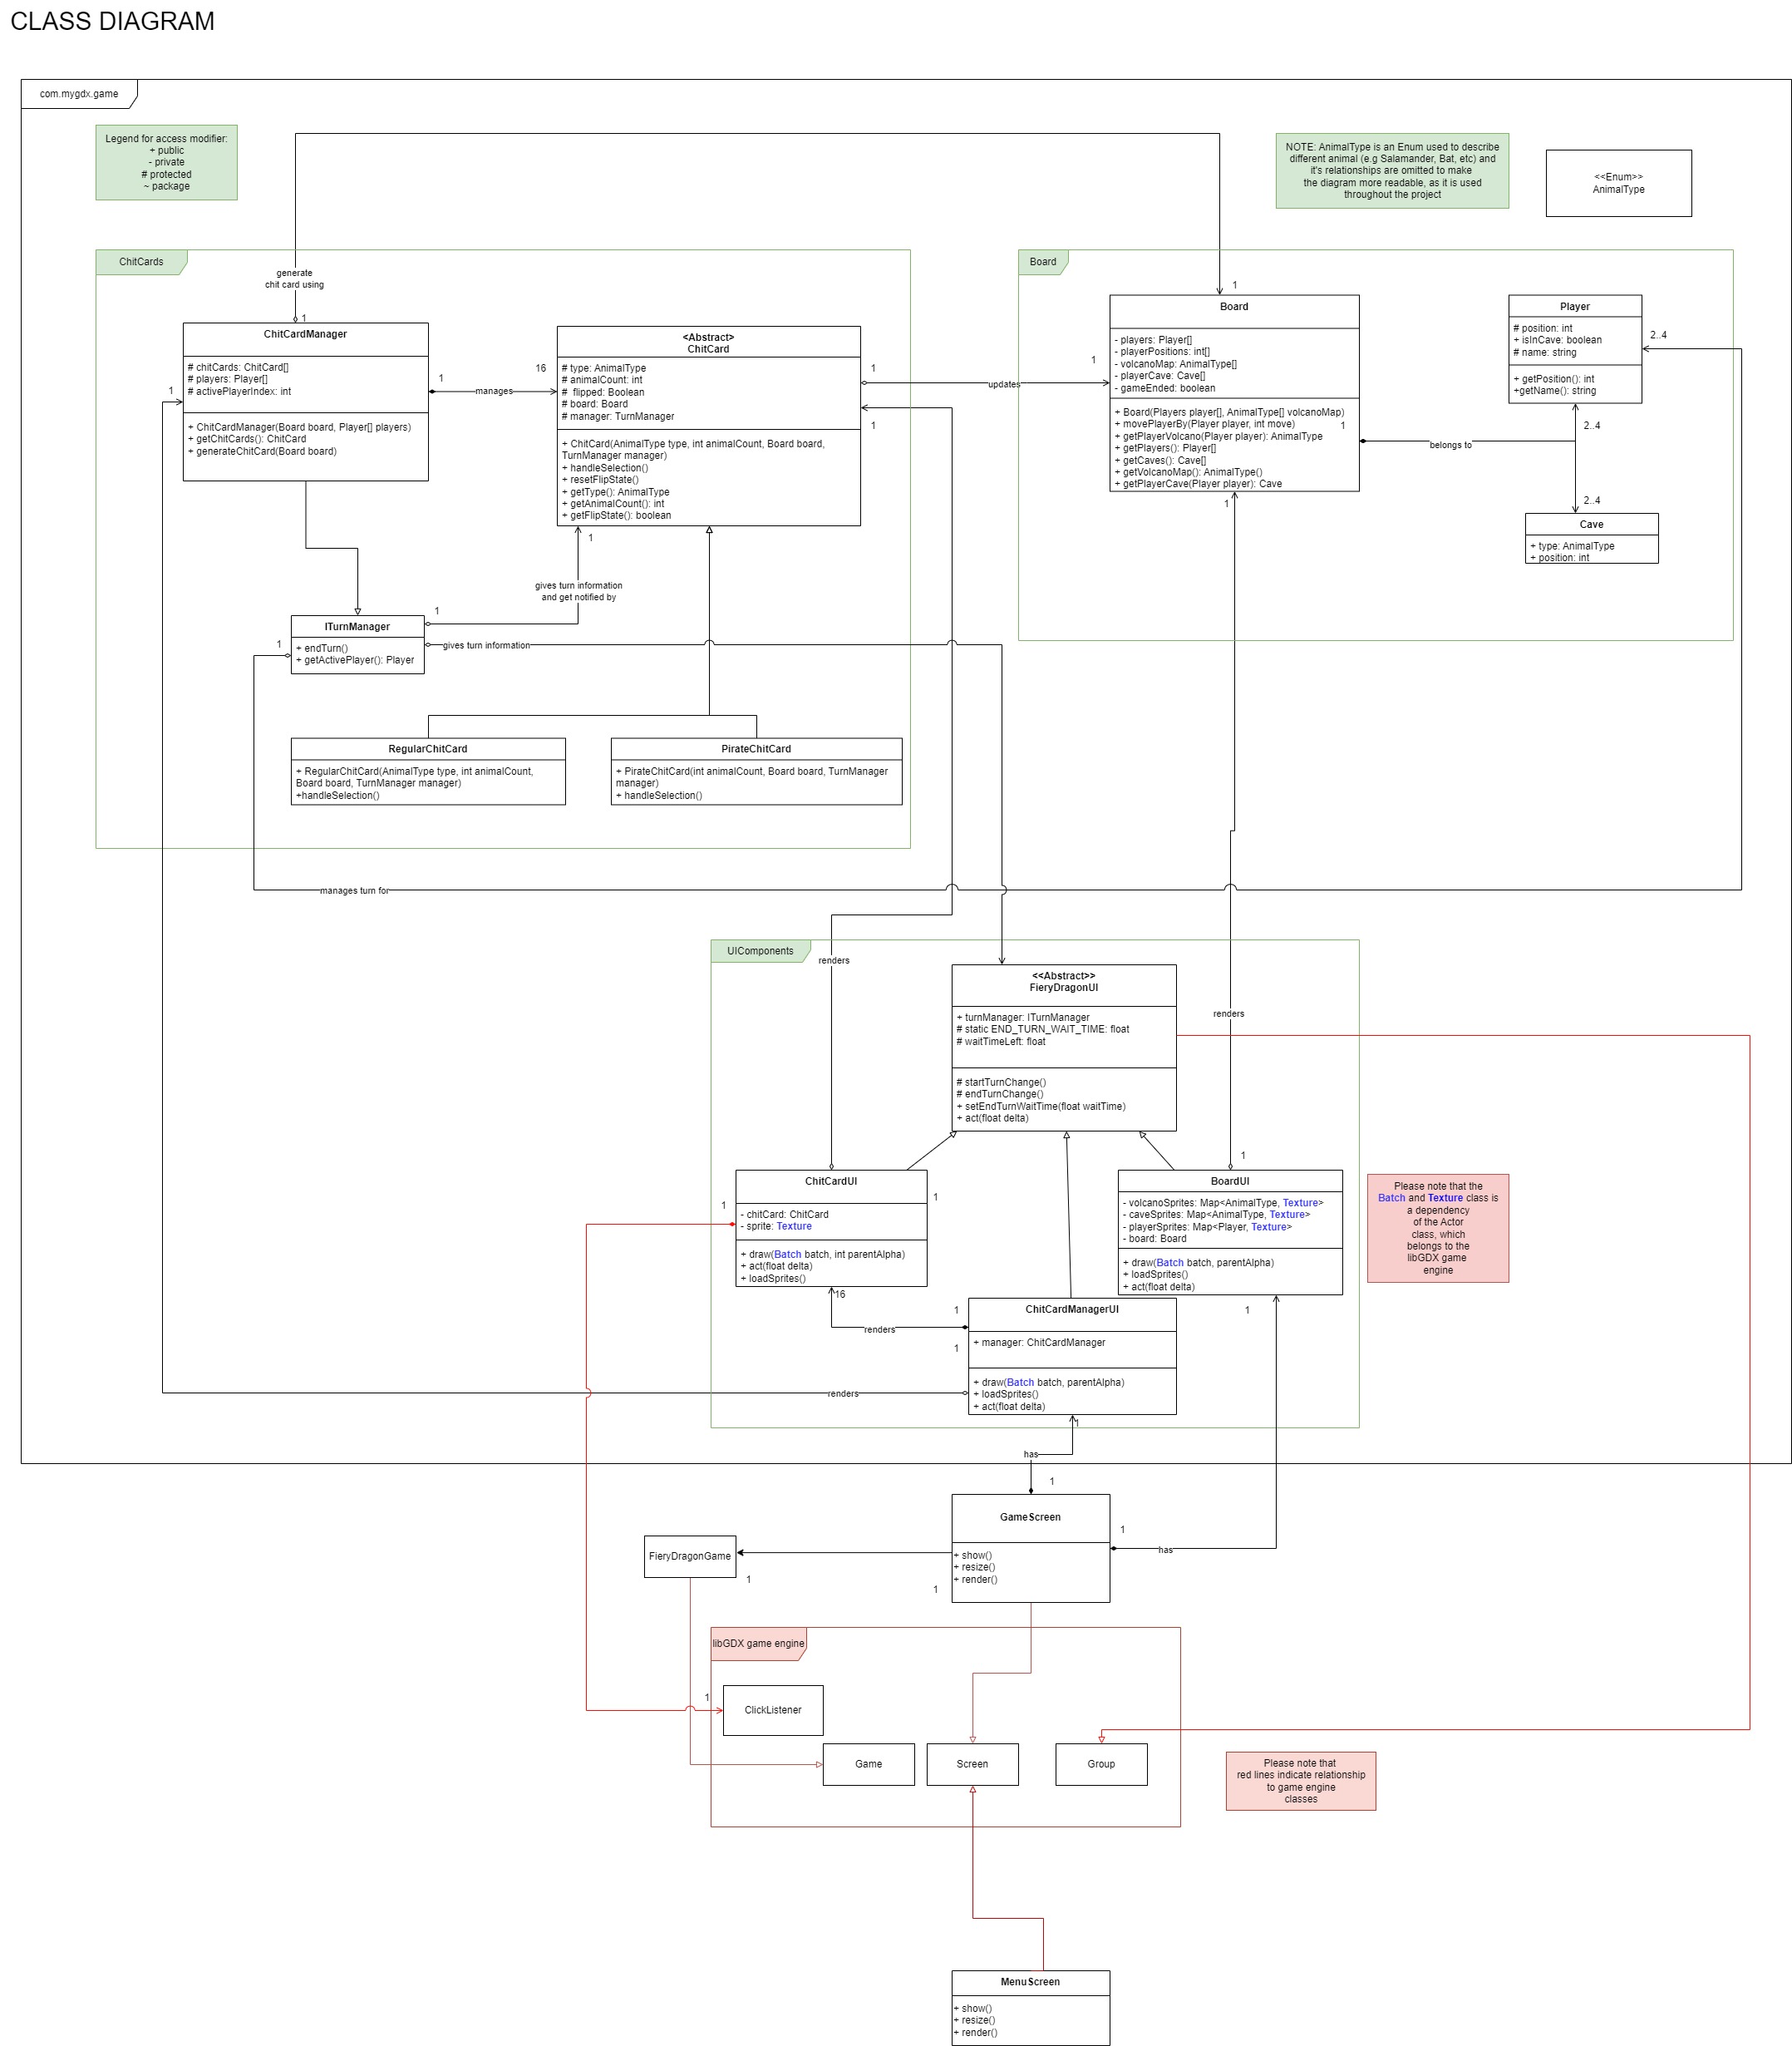 CLASS DIAGRAM
com.mygdx.game
Legend for access modifier:
+ public
- private
# protected
~ package
NOTE: AnimalType is an Enum used to describe
different animal (e.g Salamander, Bat, etc) and
it's relationships are omitted to make
the diagram more readable, as it is used
throughout the project
<<Enum>>
AnimalType
ChitCards
generate
chit card using
1
ChitCardManager
# chitCards: ChitCard[]
# players: Player[]
# activePlayerIndex: int
+ ChitCardManager(Board board, Player[] players)
+ getChitCards(): ChitCard
+ generateChitCard(Board board)
1
1
manages
16
<Abstract>
ChitCard
# type: AnimalType
# animalCount: int
#  flipped: Boolean
# board: Board
# manager: TurnManager
+ ChitCard(AnimalType type, int animalCount, Board board,
TurnManager manager)
+ handleSelection()
+ resetFlipState()
+ getType(): AnimalType
+ getAnimalCount(): int
+ getFlipState(): boolean
1
updates
1
1
1
gives turn information
and get notified by
ITurnManager
+ endTurn()
+ getActivePlayer(): Player
1
1
gives turn information
RegularChitCard
+ RegularChitCard(AnimalType type, int animalCount,
Board board, TurnManager manager)
+handleSelection()
PirateChitCard
+ PirateChitCard(int animalCount, Board board, TurnManager
manager)
+ handleSelection()
manages turn for
Board
1
Board
- players: Player[]
- playerPositions: int[]
- volcanoMap: AnimalType[]
- playerCave: Cave[]
- gameEnded: boolean
+ Board(Players player[], AnimalType[] volcanoMap)
+ movePlayerBy(Player player, int move)
+ getPlayerVolcano(Player player): AnimalType
+ getPlayers(): Player[]
+ getCaves(): Cave[]
+ getVolcanoMap(): AnimalType()
+ getPlayerCave(Player player): Cave
1
1
belongs to
Player
# position: int
+ isInCave: boolean
# name: string
+ getPosition(): int
+getName(): string
2..4
2..4
2..4
Cave
+ type: AnimalType
+ position: int
UIComponents
renders
<<Abstract>>
FieryDragonUI
+ turnManager: ITurnManager
# static END_TURN_WAIT_TIME: float
# waitTimeLeft: float
# startTurnChange()
# endTurnChange()
+ setEndTurnWaitTime(float waitTime)
+ act(float delta)
renders
1
1
1
ChitCardUI
- chitCard: ChitCard
- sprite: Texture
+ draw(Batch batch, int parentAlpha)
+ act(float delta)
+ loadSprites()
16
BoardUI
- volcanoSprites: Map<AnimalType, Texture>
- caveSprites: Map<AnimalType, Texture>
- playerSprites: Map<Player, Texture>
- board: Board
+ draw(Batch batch, parentAlpha)
+ loadSprites()
+ act(float delta)
1
Please note that the
Batch and Texture class is
a dependency
of the Actor
class, which
belongs to the
libGDX game
engine
1
renders
1
ChitCardManagerUI
+ manager: ChitCardManager
+ draw(Batch batch, parentAlpha)
+ loadSprites()
+ act(float delta)
renders
1
has
1
GameScreen
+ show()
+ resize()
+ render()
1
has
1
FieryDragonGame
1
libGDX game engine
1
ClickListener
Game
Screen
Group
Please note that
red lines indicate relationship
to game engine
classes
MenuScreen
+ show()
+ resize()
+ render()